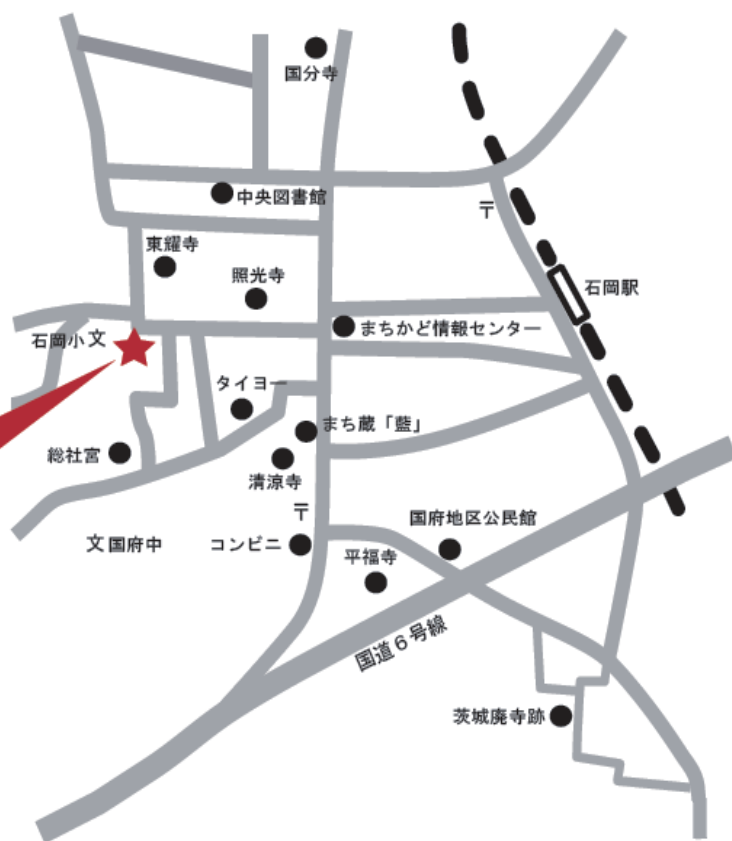 国分寺
中央図書館
〒
東耀寺
照光寺
石岡駅
石岡小 文
まちかど情報センター
タイヨー
まち蔵「藍」
総社宮
清涼寺
〒
文 国府中
コンビニ
国府地区公民館
平福寺
国道6号線
茨城廃寺跡